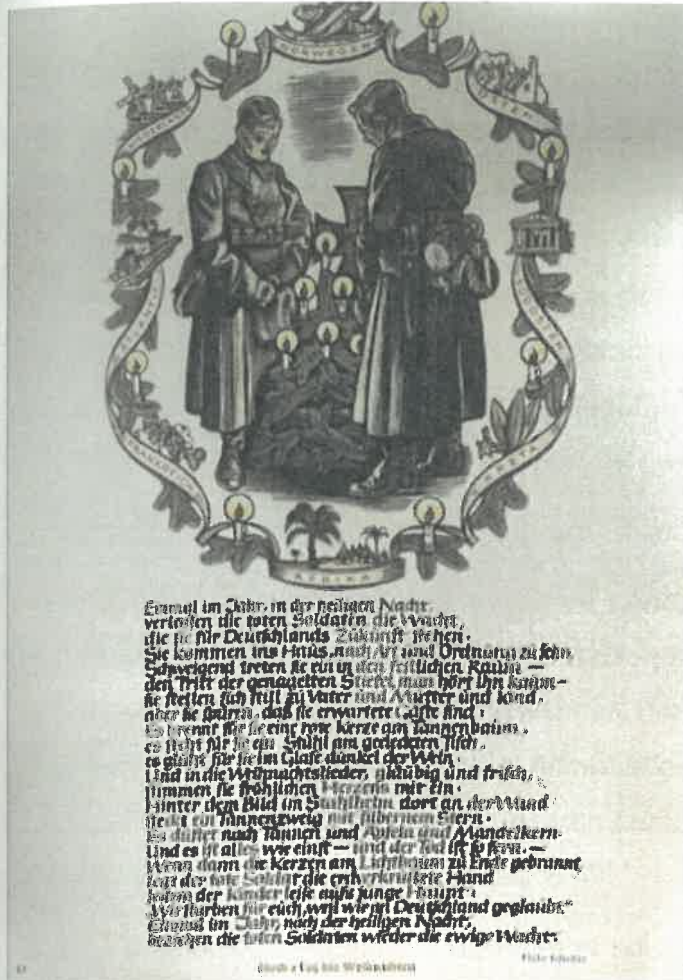 NORWEGEN
OSTEN
FRANKREICH
KRETA
AFRIKA
Einmal im Jahr, in der heiligen Nacht,
verlassen die toten Soldaten die Wacht,
die sie für Deutschlands Zukunft stehen.
Sie kommen ins Haus, nach Art und Ordnung zu sehn,
Schweigend treten sie ein in den festlichen Raum —
den Tritt der genagelten Stiefel, man hört ihn kaum —
sie stellen sich still zu Vater und Mutter und Kind,
aber sie spüren, daß sie erwartete Gäste sind:
Es brennt für sie eine rote Kerze am Tannenbaum,
es steht für sie ein Stuhl am gedeckten Tisch,
es glüht für sie im Glase dunkel der Wein.
Und in die Weihnachtslieder, gläubig und frisch,
stimmen sie fröhlichen Herzens mit ein.
Hinter dem Bild im Stahlhelm dort an der Wand
steckt ein Tannenzweig mit silbernem Stern.
Es duftet nach Tannen und Äpfeln und Mandelkern.
Und es ist alles wie einst — und der Tod ist so fern. —
Wenn dann die Kerzen am Lichtbaum zu Ende gebrannt,
legt der tote Soldat die erdverkrustete Hand
jedem der Kinder leise aufs junge Haupt:
„Wir starben für euch, weil wir an Deutschland geglaubt.“
Einmal im Jahr, nach der heiligen Nacht,
beziehen die toten Soldaten wieder die ewige Wacht.